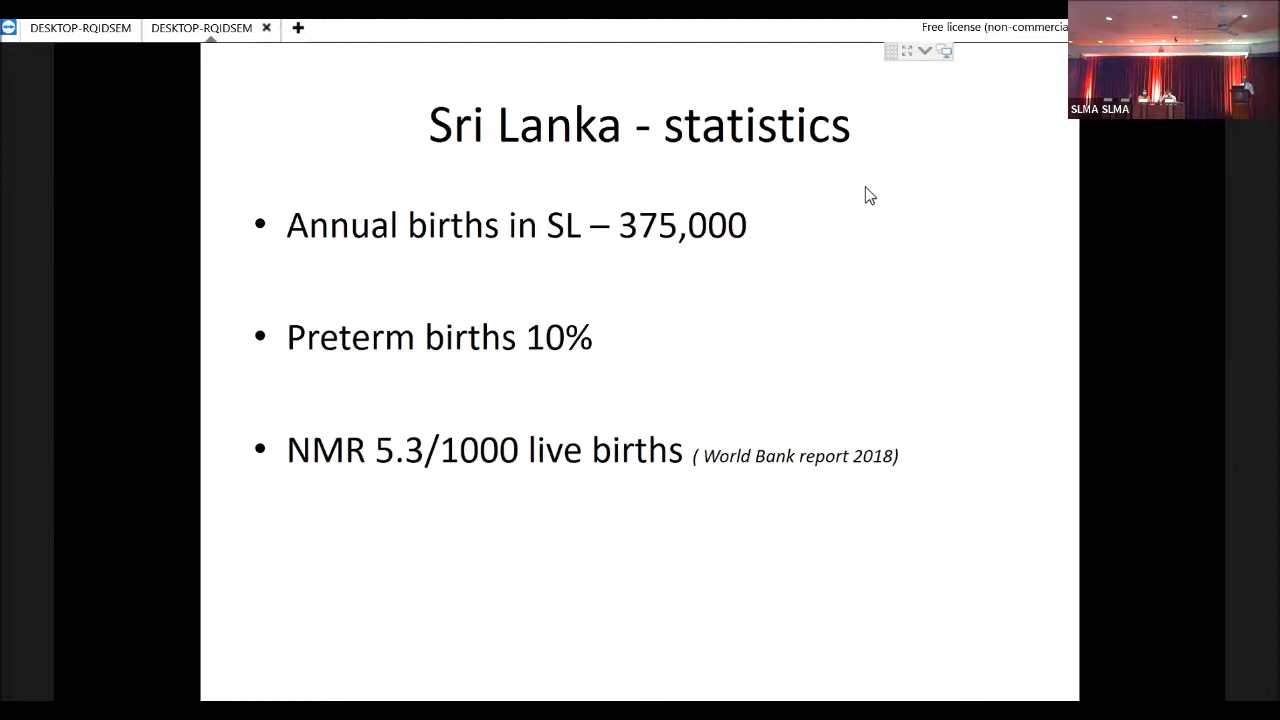 DESKTOP-RQIDSEM DESKTOP-RQIDSEM Free license (non-commercia
SLMA SLMA
Sri Lanka - statistics
• Annual births in SL – 375,000
• Preterm births 10%
• NMR 5.3/1000 live births ( World Bank report 2018)